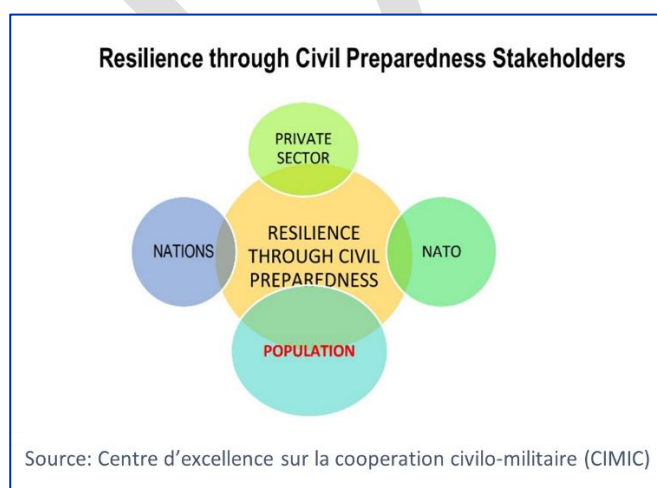 Resilience through Civil Preparedness Stakeholders
PRIVATE
SECTOR
NATIONS
RESILIENCE
THROUGH CIVIL
PREPAREDNESS
NATO
POPULATION
Source: Centre d’excellence sur la cooperation civilo-militaire (CIMIC)